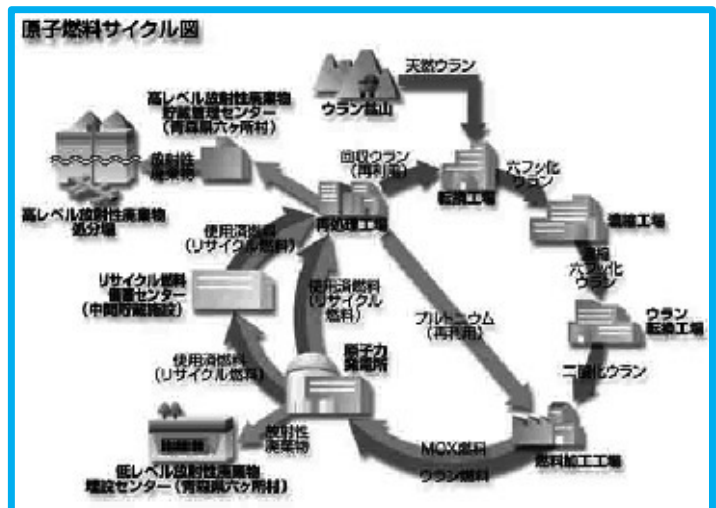 原子燃料サイクル図
天然ウラン
ウラン鉱山
高レベル放射性廃棄物
貯蔵管理センター
(青森県六ヶ所村)
放射性
廃棄物
高レベル放射性廃棄物
処分場
回収ウラン
(再利用)
転換工場
六フッ化
ウラン
再処理工場
濃縮工場
濃縮
六フッ化
ウラン
使用済燃料
(リサイクル燃料)
リサイクル燃料
備蓄センター
(中間貯蔵施設)
使用済燃料
(リサイクル
燃料)
プルトニウム
(再利用)
ウラン
転換工場
使用済燃料
(リサイクル燃料)
原子力
発電所
二酸化ウラン
放射性
廃棄物
MOX燃料
ウラン燃料
燃料加工工場
低レベル放射性廃棄物
埋設センター(青森県六ヶ所村)